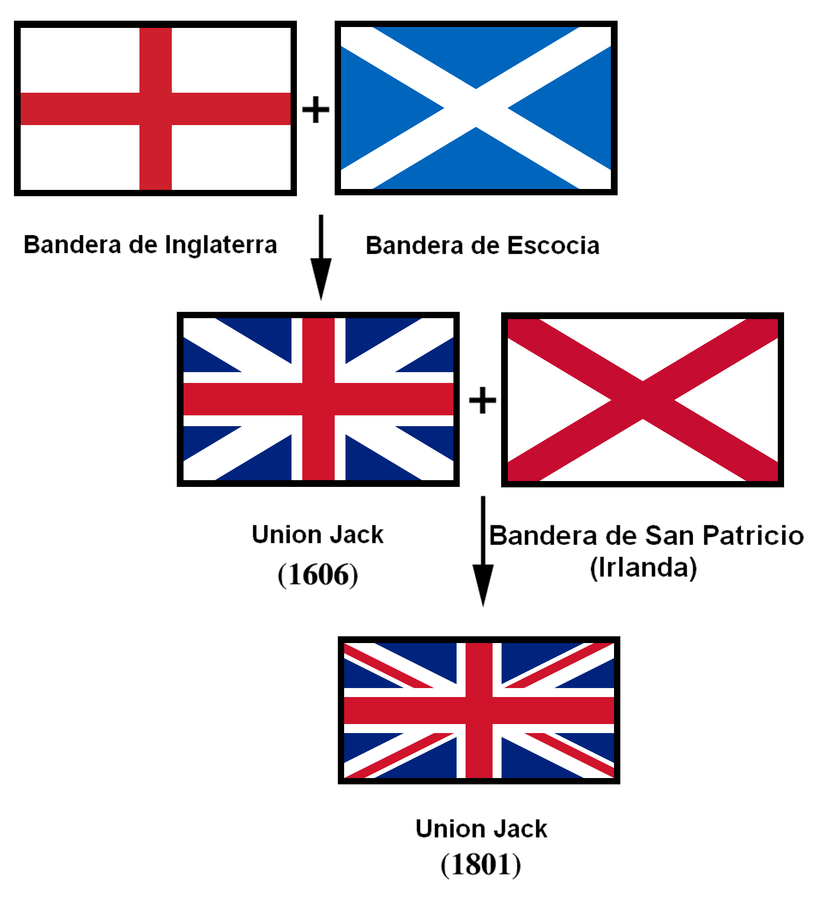 +
Bandera de Inglaterra
Bandera de Escocia
+
Union Jack
(1606)
Bandera de San Patricio
(Irlanda)
Union Jack
(1801)